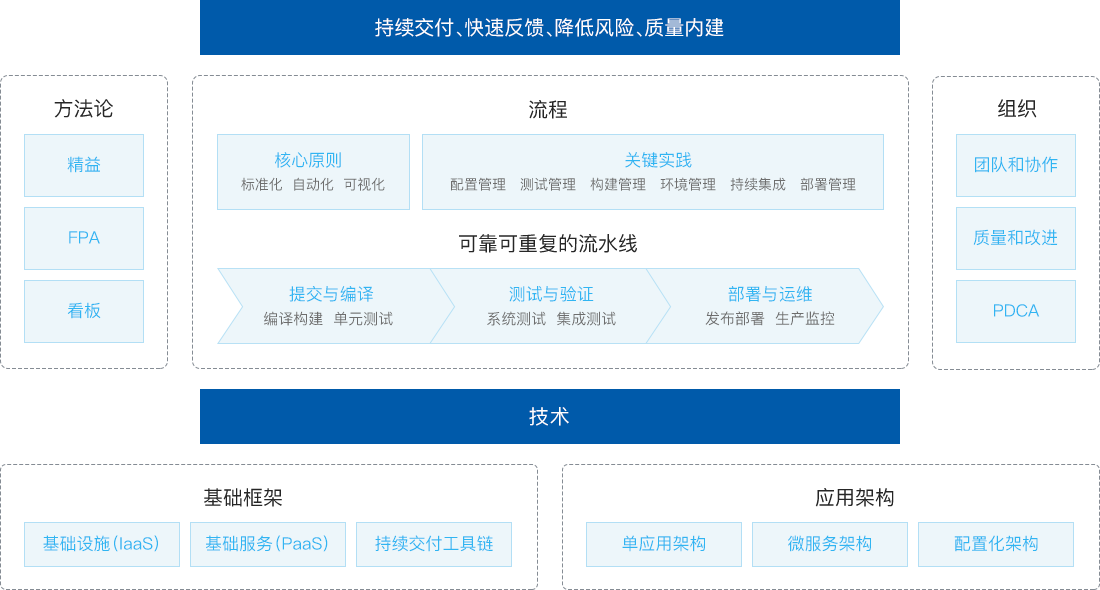 持续交付、快速反馈、降低风险、质量内建
方法论
精益
FPA
看板
流程
核心原则
标准化 自动化 可视化
关键实践
配置管理 测试管理 构建管理 环境管理 持续集成 部署管理
可靠可重复的流水线
提交与编译
编译构建 单元测试
测试与验证
系统测试 集成测试
部署与运维
发布部署 生产监控
组织
团队和协作
质量和改进
PDCA
技术
基础框架
基础设施(IaaS)
基础服务(PaaS)
持续交付工具链
应用架构
单应用架构
微服务架构
配置化架构